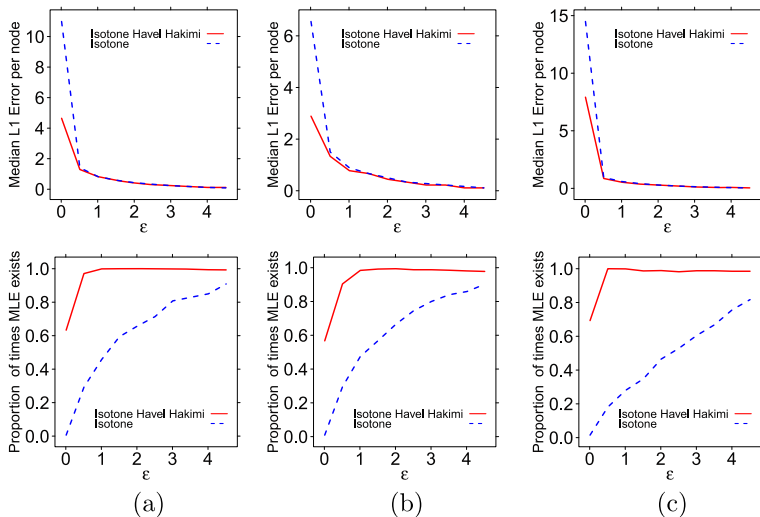 Median L1 Error per node
10
8
6
4
2
0
Isotone Havel Hakimi
Isotone
0 1 2 3 4
ε
Median L1 Error per node
6
4
2
0
Isotone Havel Hakimi
Isotone
0 1 2 3 4
ε
Median L1 Error per node
15
10
5
0
Isotone Havel Hakimi
Isotone
0 1 2 3 4
ε
Proportion of times MLE exists
1.0
0.8
0.6
0.4
0.2
0.0
Isotone Havel Hakimi
Isotone
0 1 2 3 4
ε
(a)
Proportion of times MLE exists
1.0
0.8
0.6
0.4
0.2
0.0
Isotone Havel Hakimi
Isotone
0 1 2 3 4
ε
(b)
Proportion of times MLE exists
1.0
0.8
0.6
0.4
0.2
0.0
Isotone Havel Hakimi
Isotone
0 1 2 3 4
ε
(c)